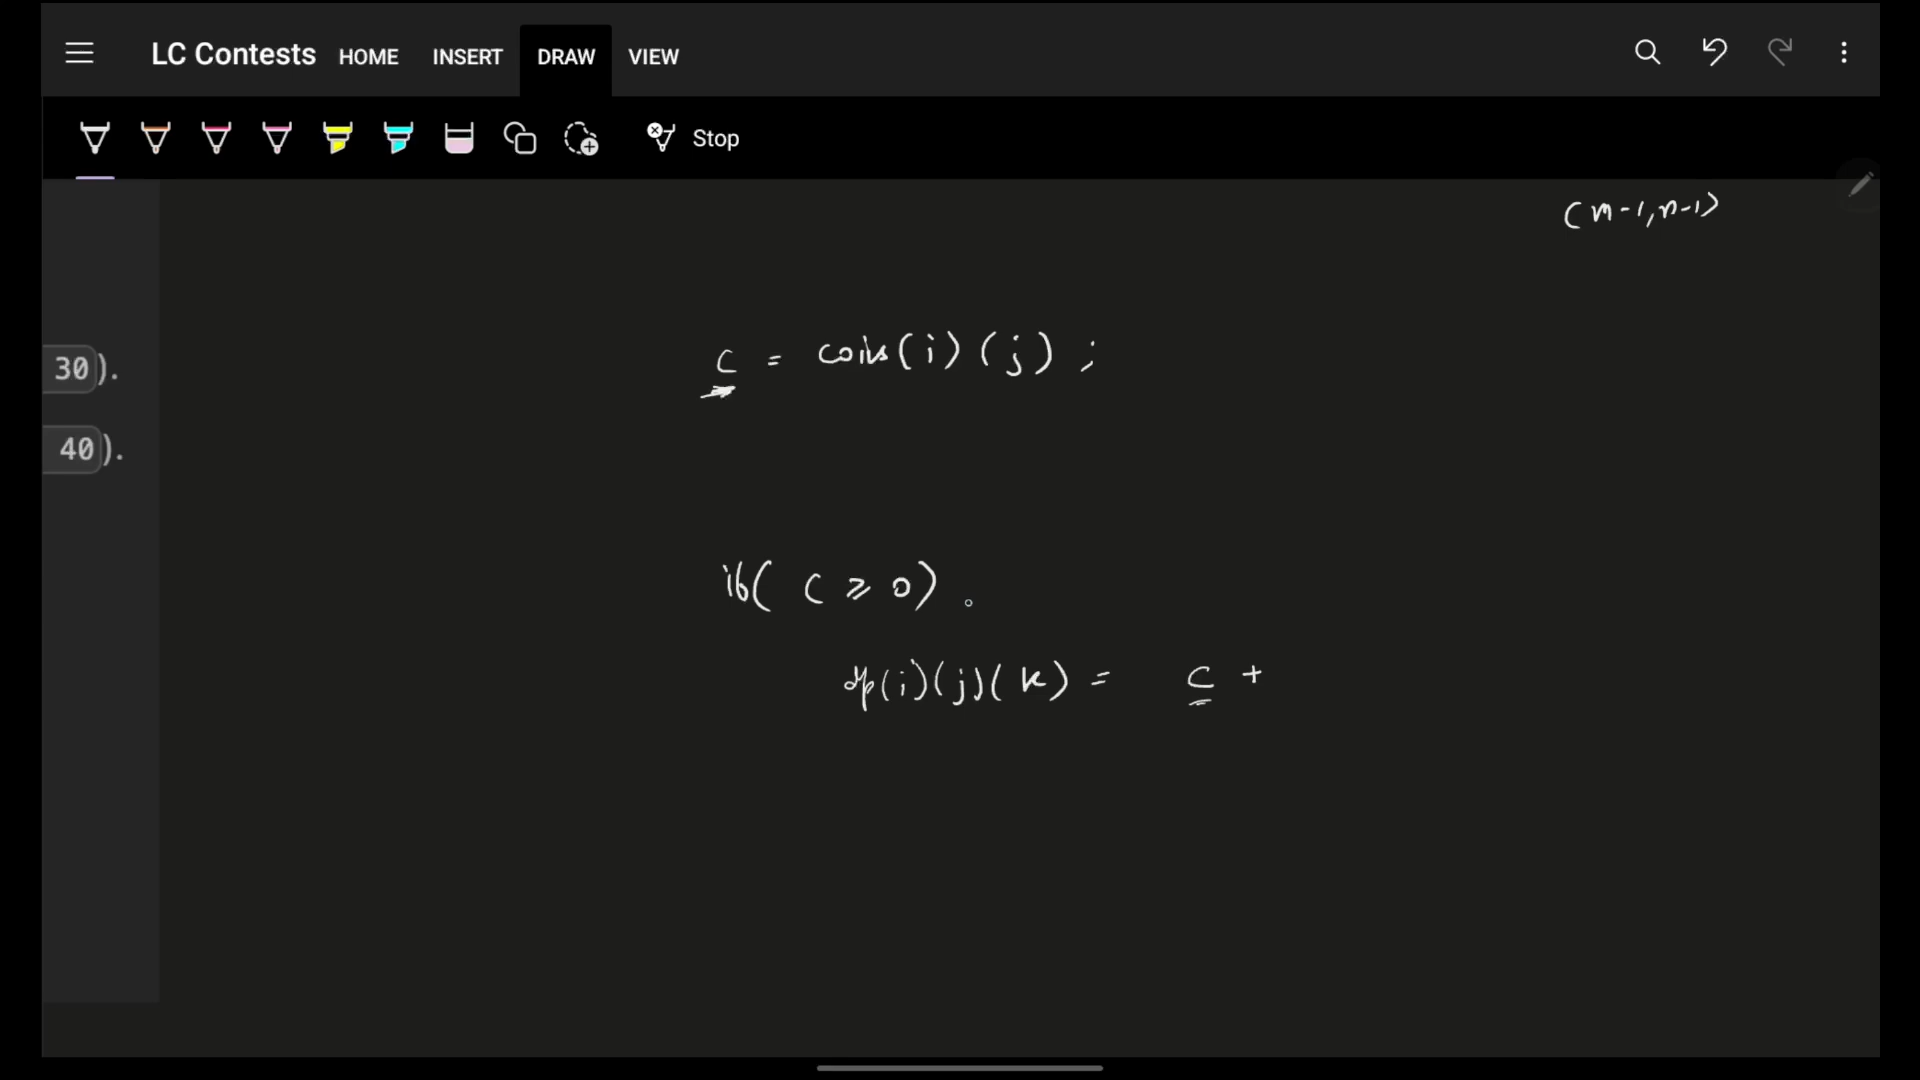 LC Contests HOME INSERT DRAW VIEW
Stop
(m-1,n-1)
30).
40).
c = coins(i)(j);
if( c ≥ 0).
dp(i)(j)(k) = c +